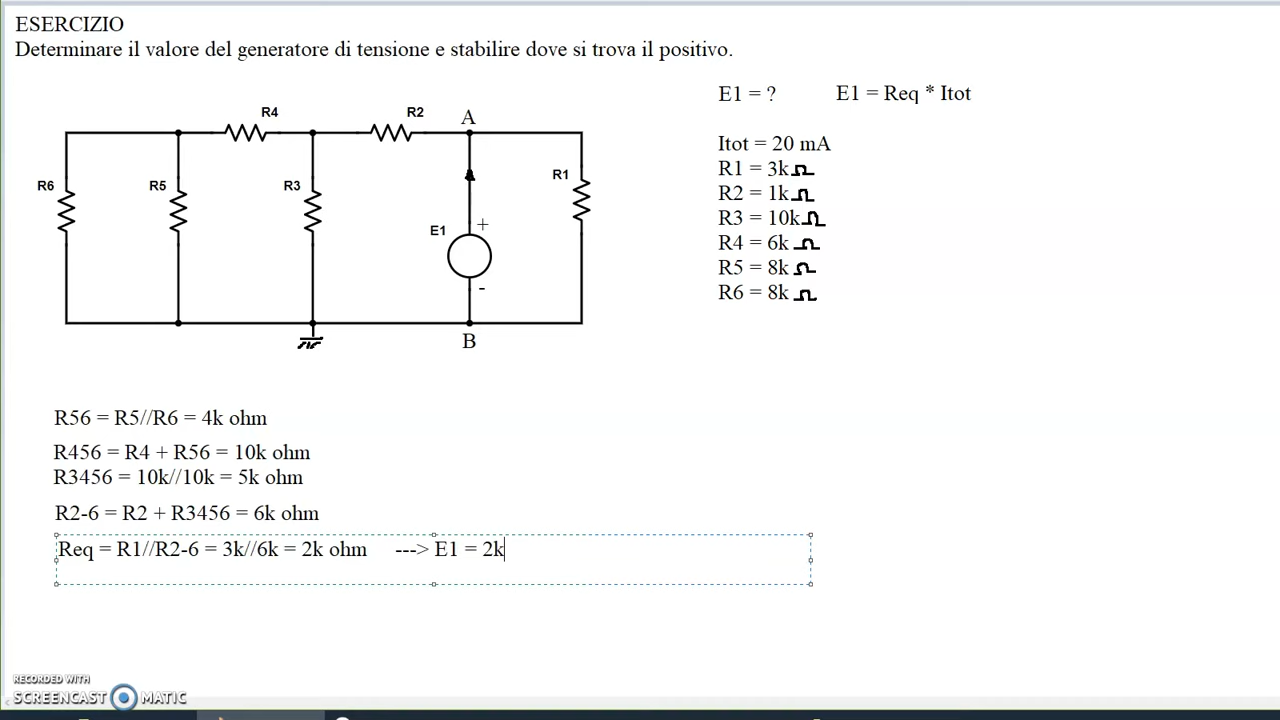 ESERCIZIO
Determinare il valore del generatore di tensione e stabilire dove si trova il positivo.
E1 = ? E1 = Req * Itot
R4 R2 A
Itot = 20 mA
R1 = 3kΩ
R2 = 1kΩ
R3 = 10kΩ
R4 = 6k Ω
R5 = 8k Ω
R6 = 8k Ω
R6 R5 R3 R1
E1 +
-
B
R56 = R5//R6 = 4k ohm
R456 = R4 + R56 = 10k ohm
R3456 = 10k//10k = 5k ohm
R2-6 = R2 + R3456 = 6k ohm
Req = R1//R2-6 = 3k//6k = 2k ohm ---> E1 = 2k
RECORDED WITH
SCREENCAST MATIC